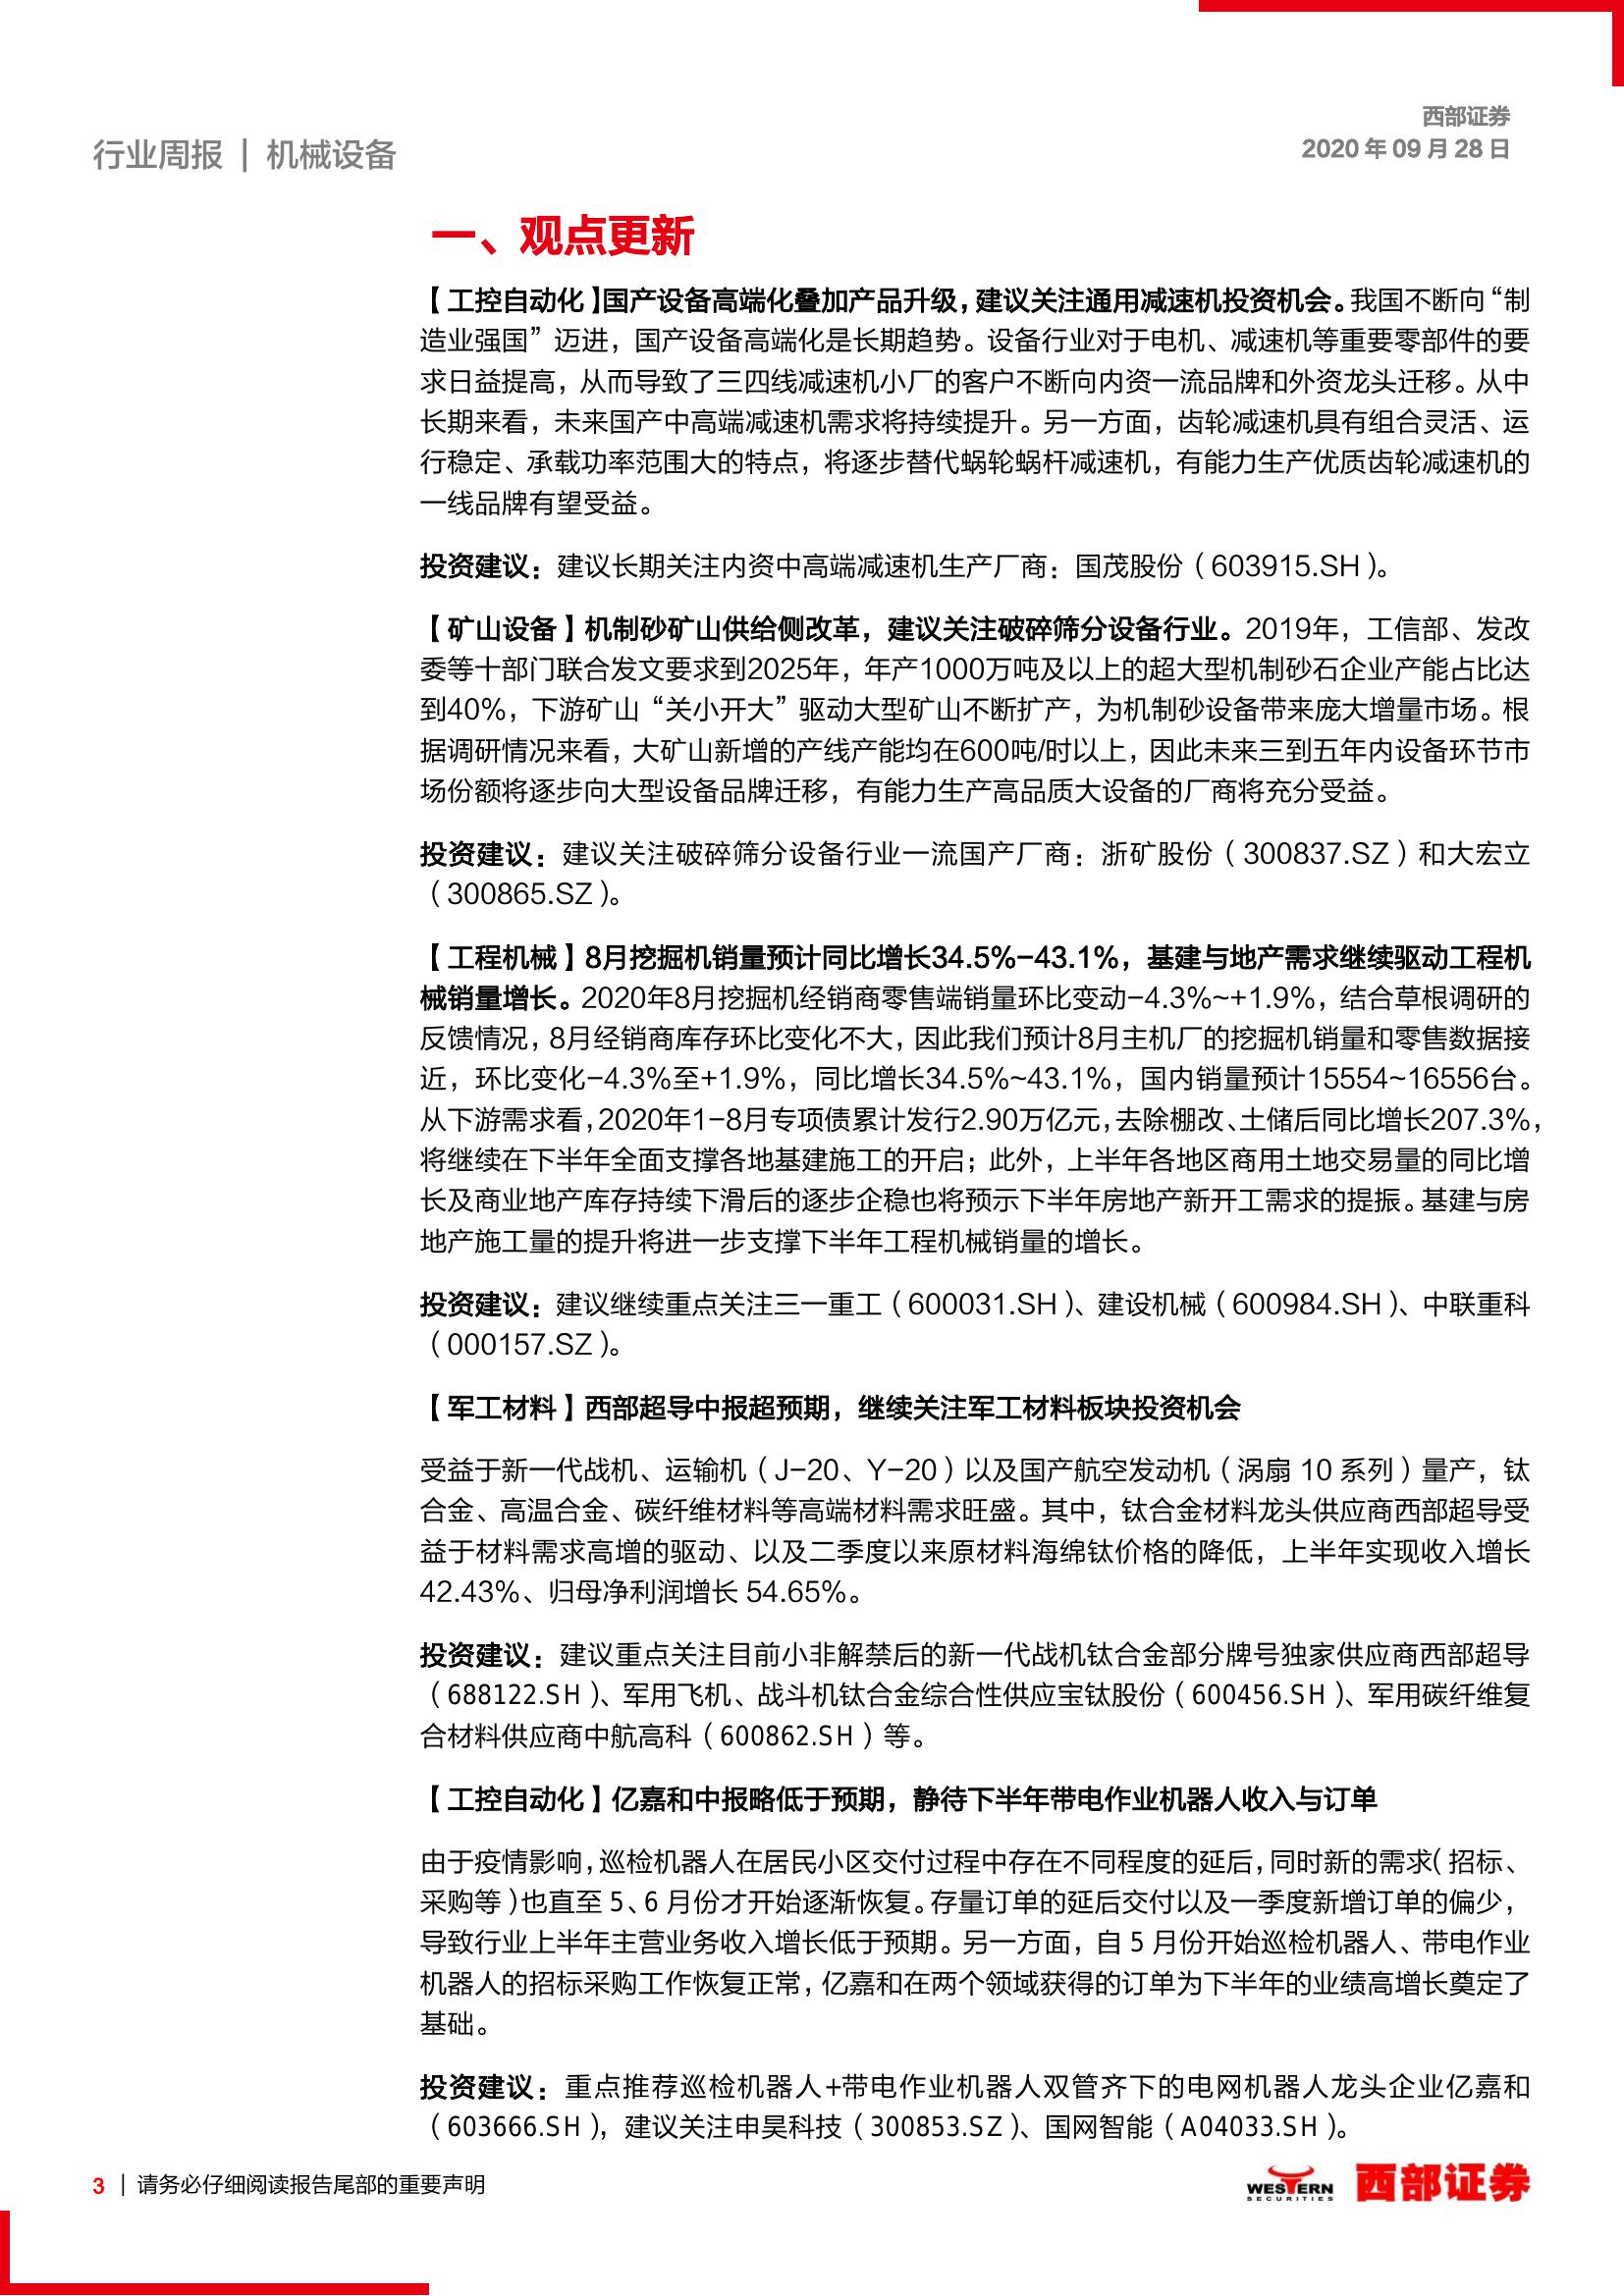 行业周报 | 机械设备
西部证券
2020 年 09 月 28 日
一、观点更新
【工控自动化】国产设备高端化叠加产品升级，建议关注通用减速机投资机会。我国不断向“制
造业强国”迈进，国产设备高端化是长期趋势。设备行业对于电机、减速机等重要零部件的要
求日益提高，从而导致了三四线减速机小厂的客户不断向内资一流品牌和外资龙头迁移。从中
长期来看，未来国产中高端减速机需求将持续提升。另一方面，齿轮减速机具有组合灵活、运
行稳定、承载功率范围大的特点，将逐步替代蜗轮蜗杆减速机，有能力生产优质齿轮减速机的
一线品牌有望受益。
投资建议：建议长期关注内资中高端减速机生产厂商：国茂股份（603915.SH）。
【矿山设备】机制砂矿山供给侧改革，建议关注破碎筛分设备行业。2019年，工信部、发改
委等十部门联合发文要求到2025年，年产1000万吨及以上的超大型机制砂石企业产能占比达
到40%，下游矿山“关小开大”驱动大型矿山不断扩产，为机制砂设备带来庞大增量市场。根
据调研情况来看，大矿山新增的产线产能均在600吨/时以上，因此未来三到五年内设备环节市
场份额将逐步向大型设备品牌迁移，有能力生产高品质大设备的厂商将充分受益。
投资建议：建议关注破碎筛分设备行业一流国产厂商：浙矿股份（300837.SZ）和大宏立
（300865.SZ）。
【工程机械】8月挖掘机销量预计同比增长34.5%-43.1%，基建与地产需求继续驱动工程机
械销量增长。2020年8月挖掘机经销商零售端销量环比变动-4.3%~+1.9%，结合草根调研的
反馈情况，8月经销商库存环比变化不大，因此我们预计8月主机厂的挖掘机销量和零售数据接
近，环比变化-4.3%至+1.9%，同比增长34.5%~43.1%，国内销量预计15554~16556台。
从下游需求看，2020年1-8月专项债累计发行2.90万亿元，去除棚改、土储后同比增长207.3%，
将继续在下半年全面支撑各地基建施工的开启；此外，上半年各地区商用土地交易量的同比增
长及商业地产库存持续下滑后的逐步企稳也将预示下半年房地产新开工需求的提振。基建与房
地产施工量的提升将进一步支撑下半年工程机械销量的增长。
投资建议：建议继续重点关注三一重工（600031.SH）、建设机械（600984.SH）、中联重科
（000157.SZ）。
【军工材料】西部超导中报超预期，继续关注军工材料板块投资机会
受益于新一代战机、运输机（J-20、Y-20）以及国产航空发动机（涡扇 10 系列）量产，钛
合金、高温合金、碳纤维材料等高端材料需求旺盛。其中，钛合金材料龙头供应商西部超导受
益于材料需求高增的驱动、以及二季度以来原材料海绵钛价格的降低，上半年实现收入增长
42.43%、归母净利润增长 54.65%。
投资建议：建议重点关注目前小非解禁后的新一代战机钛合金部分牌号独家供应商西部超导
（688122.SH）、军用飞机、战斗机钛合金综合性供应宝钛股份（600456.SH）、军用碳纤维复
合材料供应商中航高科（600862.SH）等。
【工控自动化】亿嘉和中报略低于预期，静待下半年带电作业机器人收入与订单
由于疫情影响，巡检机器人在居民小区交付过程中存在不同程度的延后，同时新的需求（招标、
采购等）也直至 5、6 月份才开始逐渐恢复。存量订单的延后交付以及一季度新增订单的偏少，
导致行业上半年主营业务收入增长低于预期。另一方面，自 5 月份开始巡检机器人、带电作业
机器人的招标采购工作恢复正常，亿嘉和在两个领域获得的订单为下半年的业绩高增长奠定了
基础。
投资建议：重点推荐巡检机器人+带电作业机器人双管齐下的电网机器人龙头企业亿嘉和
（603666.SH），建议关注申昊科技（300853.SZ）、国网智能（A04033.SH）。
3 | 请务必仔细阅读报告尾部的重要声明
WESTERN
SECURITIES
西部证券